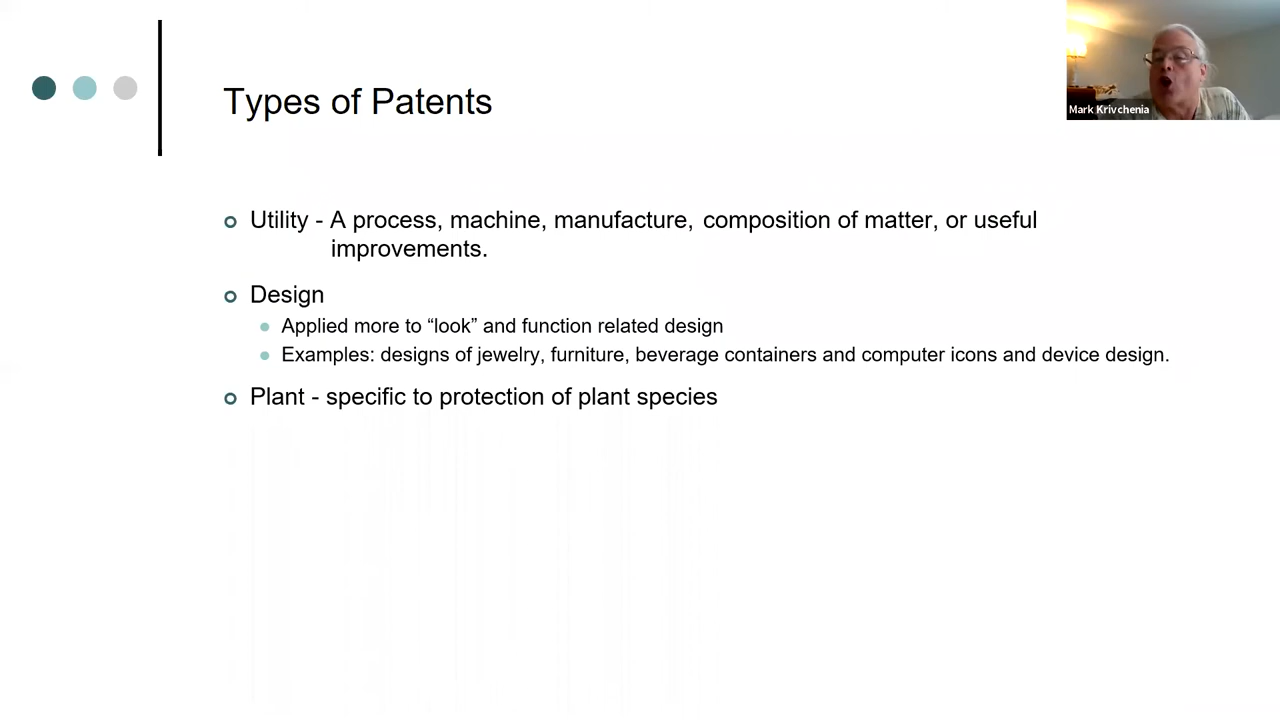 Types of Patents
Mark Krivchenia
Utility - A process, machine, manufacture, composition of matter, or useful
improvements.
Design
Applied more to “look” and function related design
Examples: designs of jewelry, furniture, beverage containers and computer icons and device design.
Plant - specific to protection of plant species